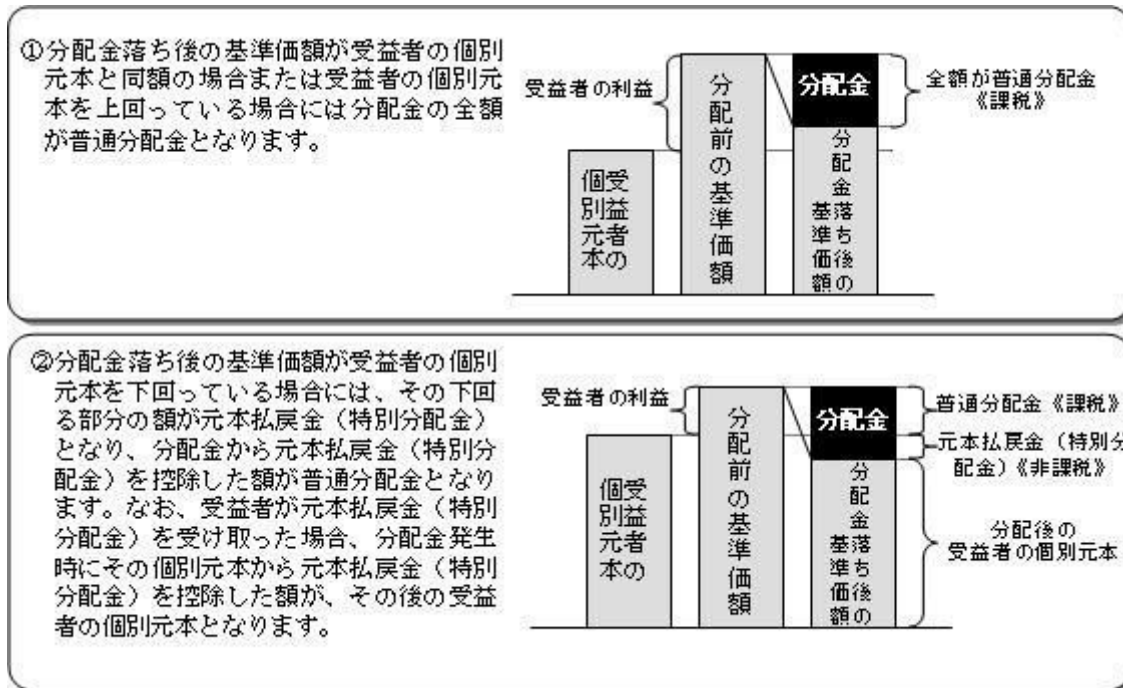 ①分配金落ち後の基準価額が受益者の個別
元本と同額の場合または受益者の個別元
本を上回っている場合には分配金の全額
が普通分配金となります。
受益者の利益
受益者の
個別元本
分配前の基準価額
分配金
分配金落ち後の
基準価額
全額が普通分配金
《課税》
②分配金落ち後の基準価額が受益者の個別
元本を下回っている場合には、その下回
る部分の額が元本払戻金（特別分配金）
となり、分配金から元本払戻金（特別分
配金）を控除した額が普通分配金となり
ます。なお、受益者が元本払戻金（特別
分配金）を受け取った場合、分配金発生
時にその個別元本から元本払戻金（特別
分配金）を控除した額が、その後の受益
者の個別元本となります。
受益者の利益
受益者の
個別元本
分配前の基準価額
分配金
分配金落ち後の
基準価額
普通分配金《課税》
元本払戻金（特別分
配金）《非課税》
分配後の
受益者の個別元本